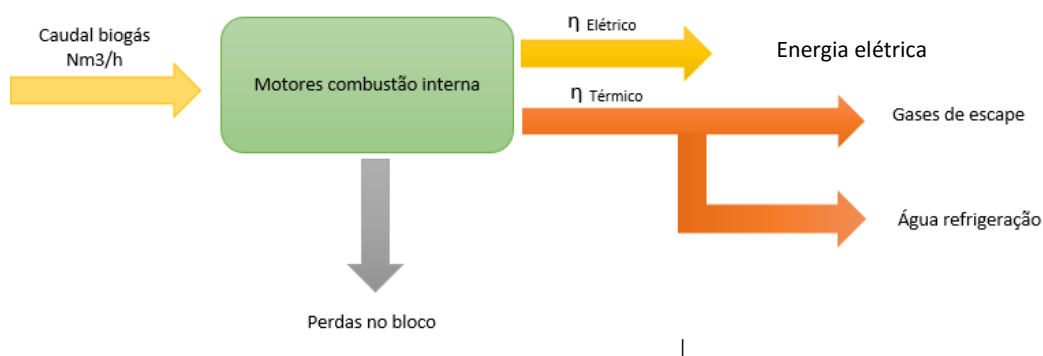 Caudal biogás
Nm3/h
Motores combustão interna
η Elétrico
Energia elétrica
η Térmico
Gases de escape
Água refrigeração
Perdas no bloco